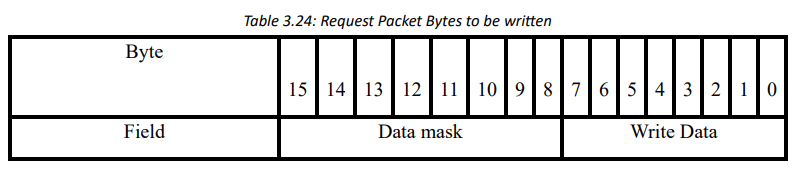 Table 3.24: Request Packet Bytes to be written
Byte
15 14 13 12 11 10 9 8 7 6 5 4 3 2 1 0
Field Data mask Write Data